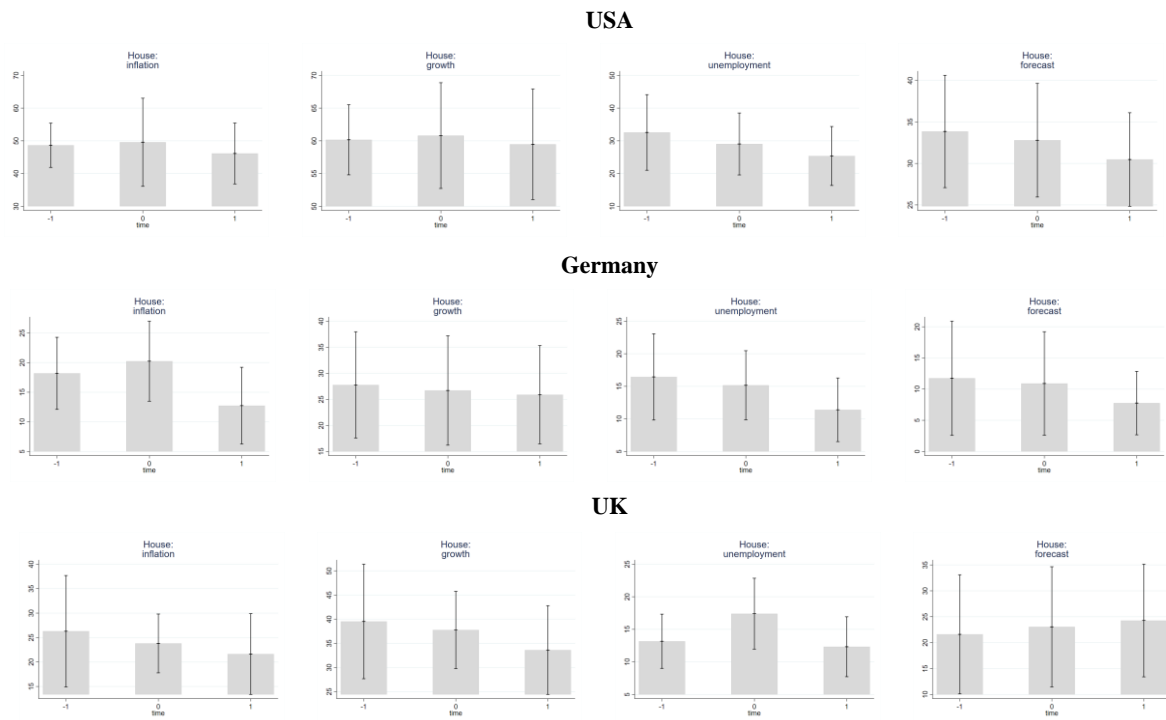 USA
House:
inflation
70
60
50
40
30
-1 0 1
time
House:
growth
70
65
60
55
50
-1 0 1
time
House:
unemployment
50
40
30
20
10
-1 0 1
time
House:
forecast
40
35
30
25
-1 0 1
time
Germany
House:
inflation
25
20
15
10
5
-1 0 1
time
House:
growth
40
35
30
25
20
15
-1 0 1
time
House:
unemployment
25
20
15
10
5
-1 0 1
time
House:
forecast
20
15
10
5
0
-1 0 1
time
UK
House:
inflation
40
35
30
25
20
15
-1 0 1
time
House:
growth
50
45
40
35
30
25
-1 0 1
time
House:
unemployment
25
20
15
10
5
-1 0 1
time
House:
forecast
35
30
25
20
15
10
-1 0 1
time